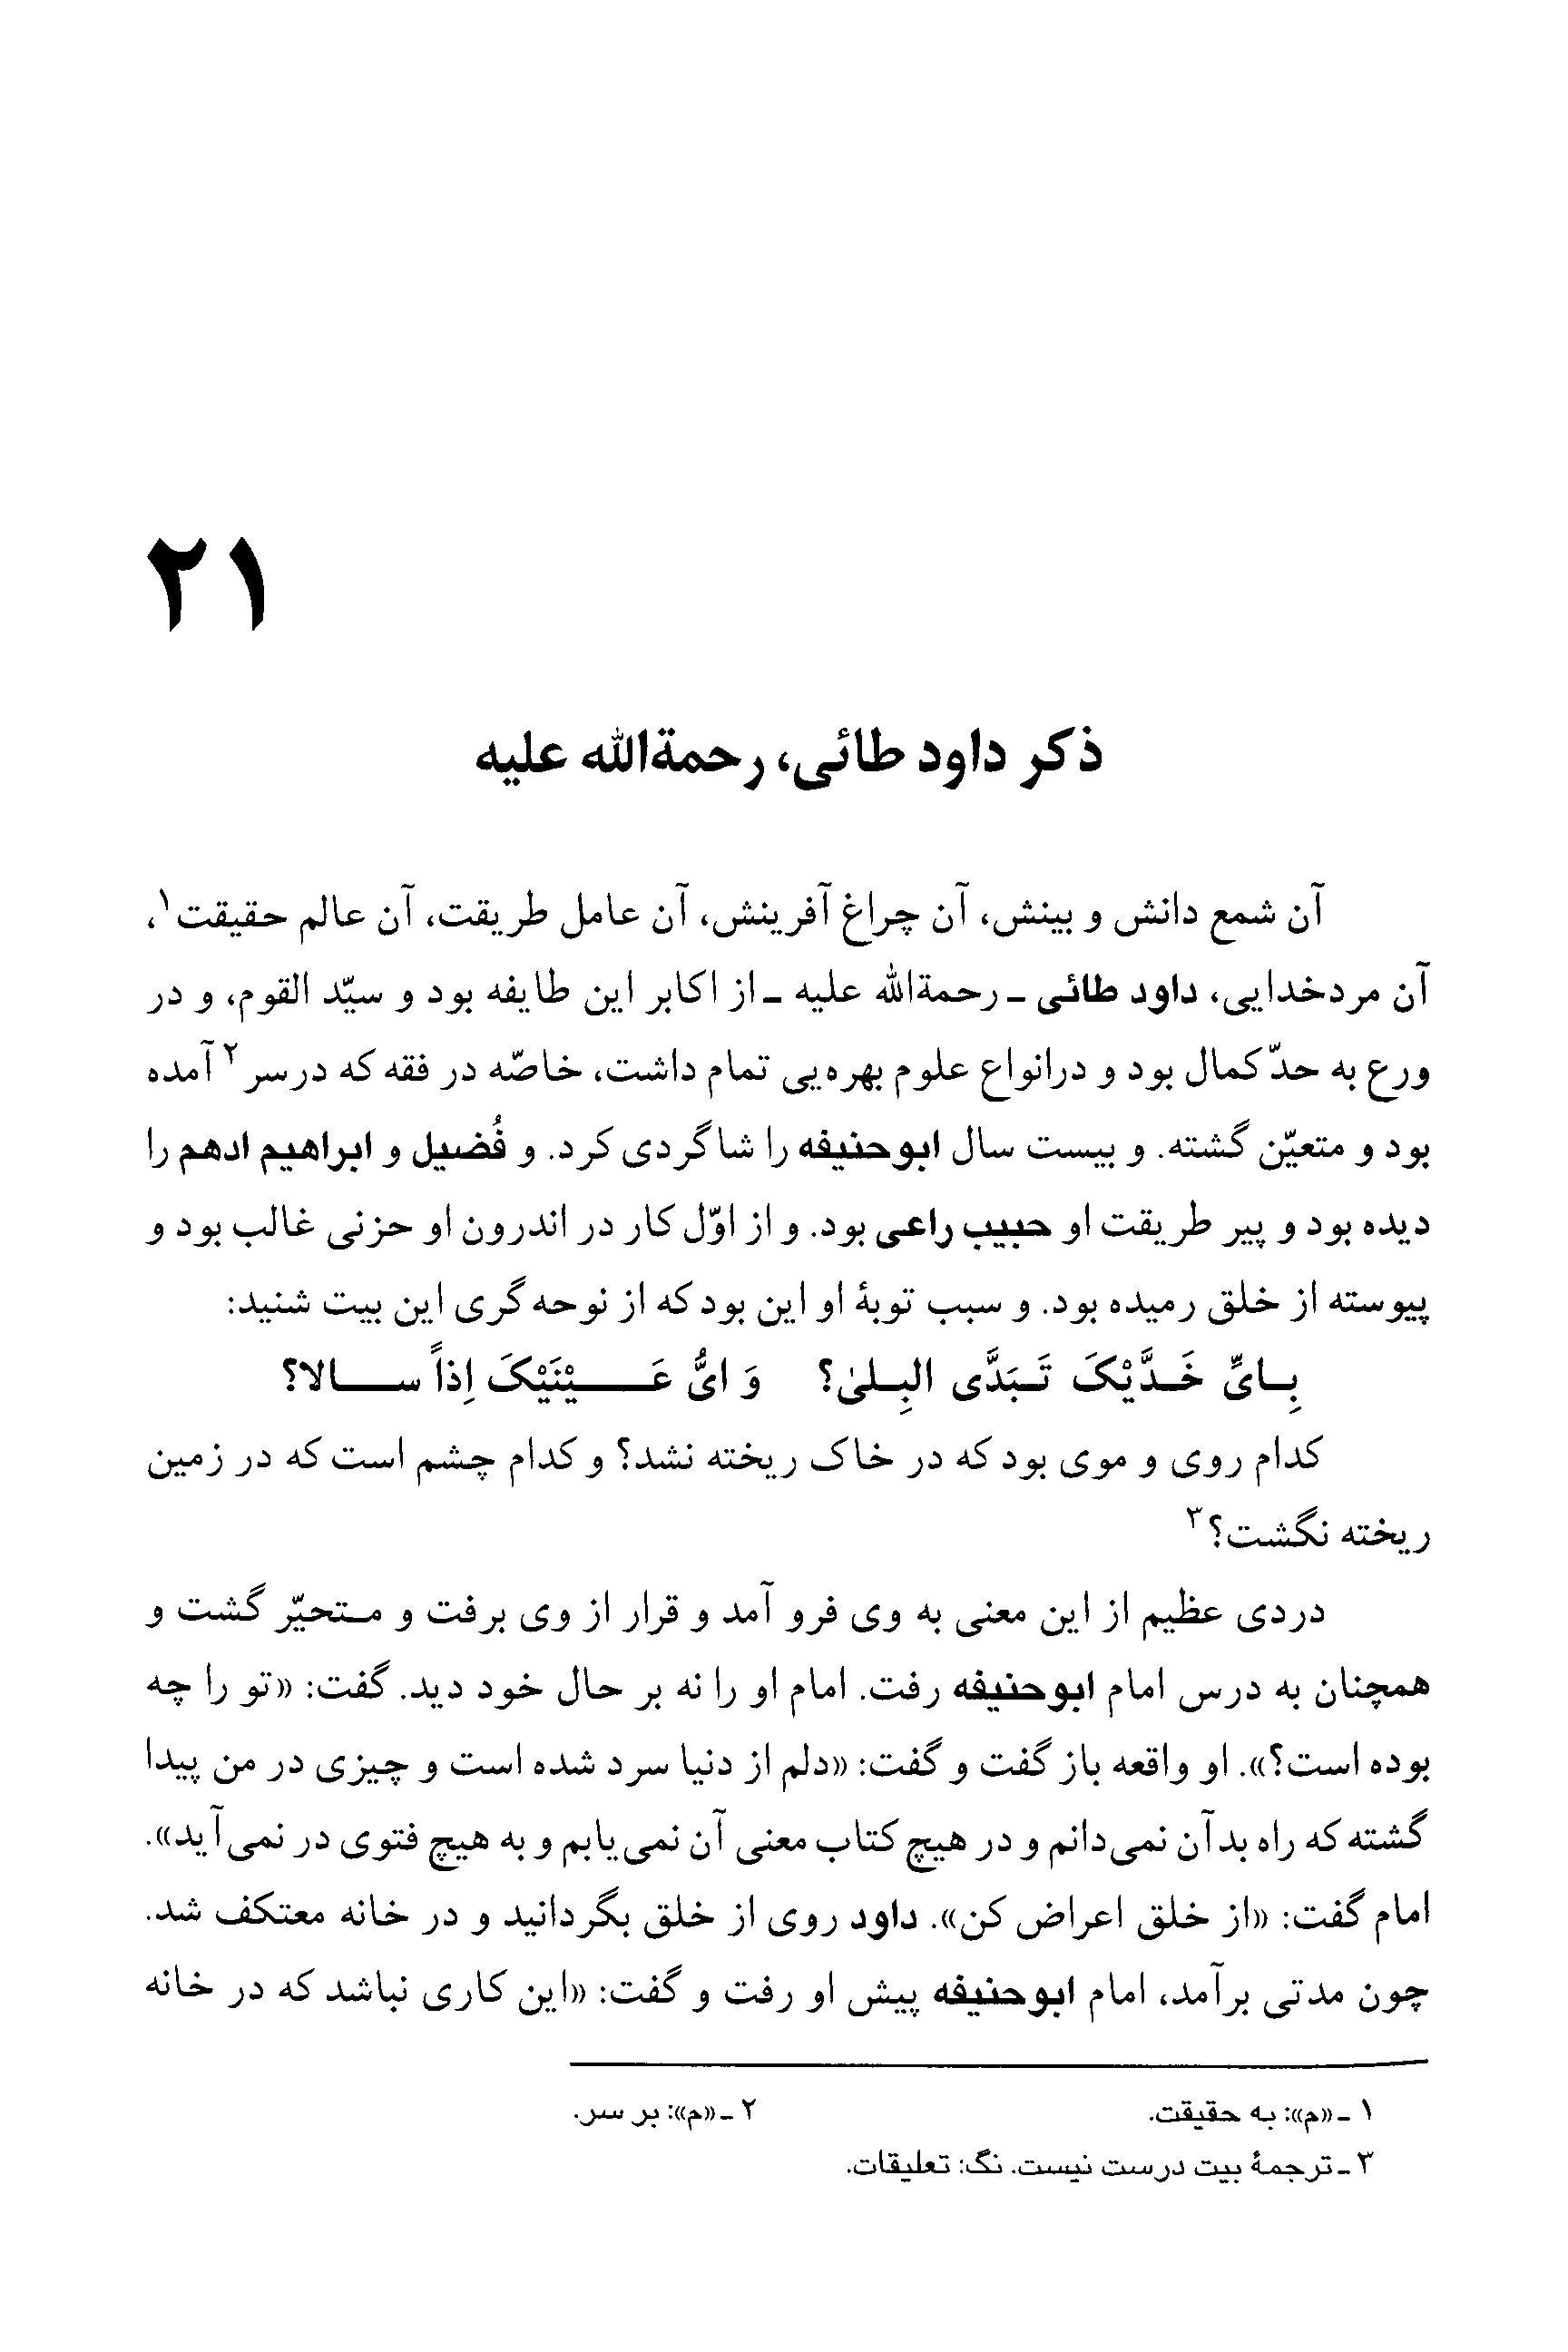 ۲۱
ذکر داود طائی، رحمةالله علیه
آن شمع دانش و بینش، آن چراغ آفرینش، آن عامل طریقت، آن عالم حقیقت۱،
آن مردخدایی، داود طائی ـ رحمةالله علیه ـ از اکابر این طایفه بود و سیّد القوم، و در
ورع به حدّ کمال بود و درانواع علوم بهره‌یی تمام داشت، خاصّه در فقه که درسر۲ آمده
بود و متعیّن گشته. و بیست سال ابوحنیفه را شاگردی کرد. و فُضیل و ابراهیم ادهم را
دیده بود و پیر طریقت او حبیب راعی بود. و از اوّل کار در اندرون او حزنی غالب بود و
پیوسته از خلق رمیده بود. و سبب توبهٔ او این بود که از نوحه‌گری این بیت شنید:
بِـایِّ خَـدَّیْکَ تَـبَدَّی البِـلیٰ؟ وَ ایُّ عَـــیْنَیْکَ اِذاً ســـالا؟
کدام روی و موی بود که در خاک ریخته نشد؟ و کدام چشم است که در زمین
ریخته نگشت؟۳
دردی عظیم از این معنی به وی فرو آمد و قرار از وی برفت و مـتحیّر گشت و
همچنان به درس امام ابوحنیفه رفت. امام او را نه بر حال خود دید. گفت: «تو را چه
بوده است؟». او واقعه باز گفت و گفت: «دلم از دنیا سرد شده است و چیزی در من پیدا
گشته که راه بدآن نمی‌دانم و در هیچ کتاب معنی آن نمی‌یابم و به هیچ فتوی در نمی‌آید».
امام گفت: «از خلق اعراض کن». داود روی از خلق بگردانید و در خانه معتکف شد.
چون مدتی برآمد، امام ابوحنیفه پیش او رفت و گفت: «این کاری نباشد که در خانه
۱ ـ «م»: به حقیقت. ۲ ـ «م»: بر سر.
۳ ـ ترجمهٔ بیت درست نیست. نگ: تعلیقات.